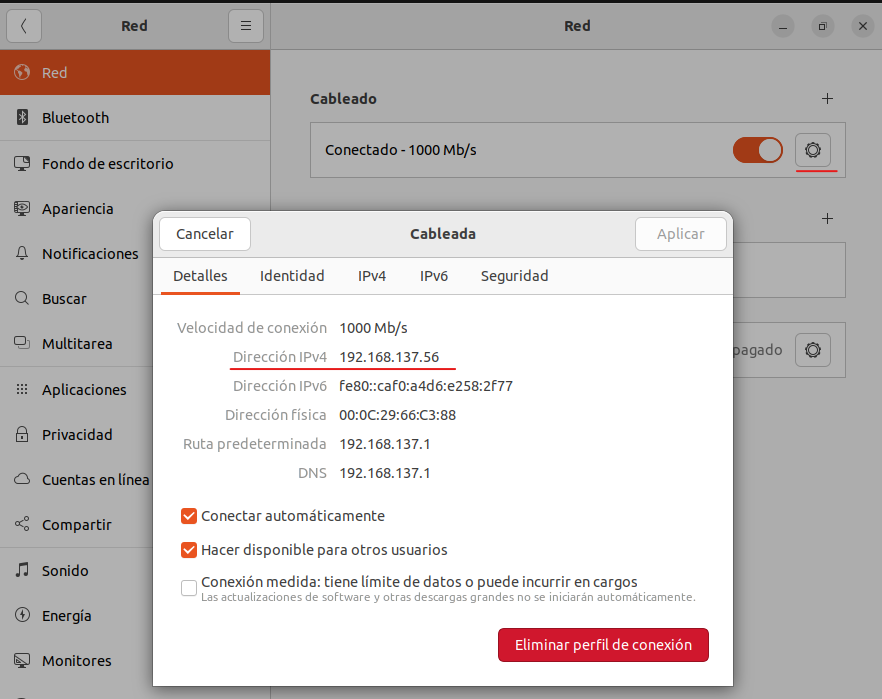 Red
Red
Red
Bluetooth
Fondo de escritorio
Apariencia
Notificaciones
Buscar
Multitarea
Aplicaciones
Privacidad
Cuentas en línea
Compartir
Sonido
Energía
Monitores
Cableado
Conectado - 1000 Mb/s
pagado
Cancelar
Cableada
Aplicar
Detalles
Identidad
IPv4
IPv6
Seguridad
Velocidad de conexión 1000 Mb/s
Dirección IPv4 192.168.137.56
Dirección IPv6 fe80::caf0:a4d6:e258:2f77
Dirección física 00:0C:29:66:C3:88
Ruta predeterminada 192.168.137.1
DNS 192.168.137.1
Conectar automáticamente
Hacer disponible para otros usuarios
Conexión medida: tiene límite de datos o puede incurrir en cargos
Las actualizaciones de software y otras descargas grandes no se iniciarán automáticamente.
Eliminar perfil de conexión